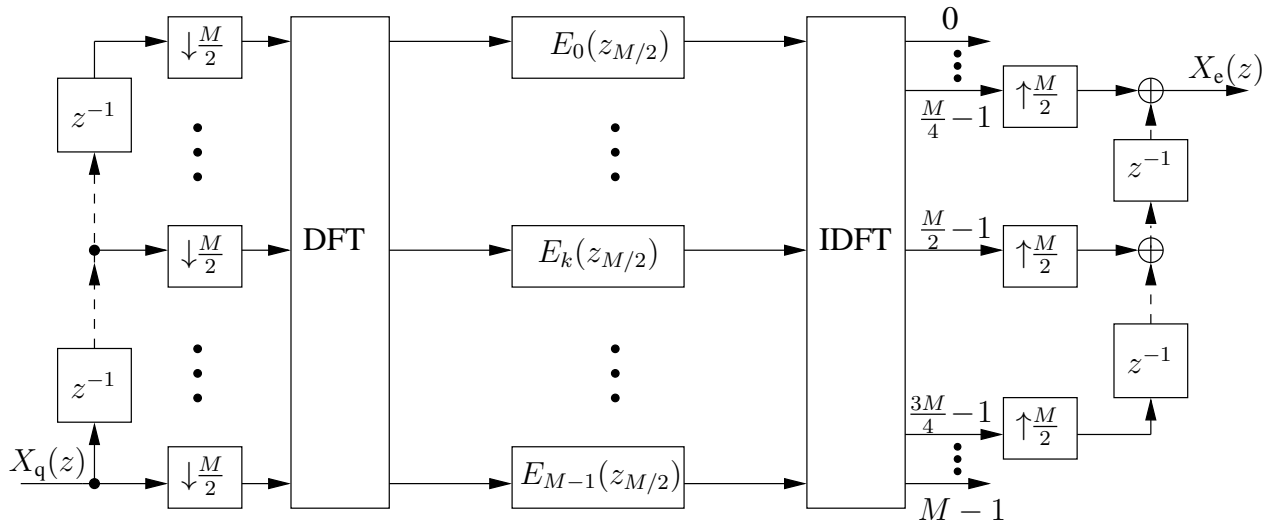 ↓M/2 E_0(z_{M/2}) 0
z^{-1} M/4 − 1 ↑M/2 ⊕ X_e(z)
z^{-1}
↓M/2 DFT E_k(z_{M/2}) IDFT M/2 − 1 ↑M/2 ⊕
z^{-1} z^{-1}
3M/4 − 1 ↑M/2
X_q(z) ↓M/2 E_{M−1}(z_{M/2}) M − 1